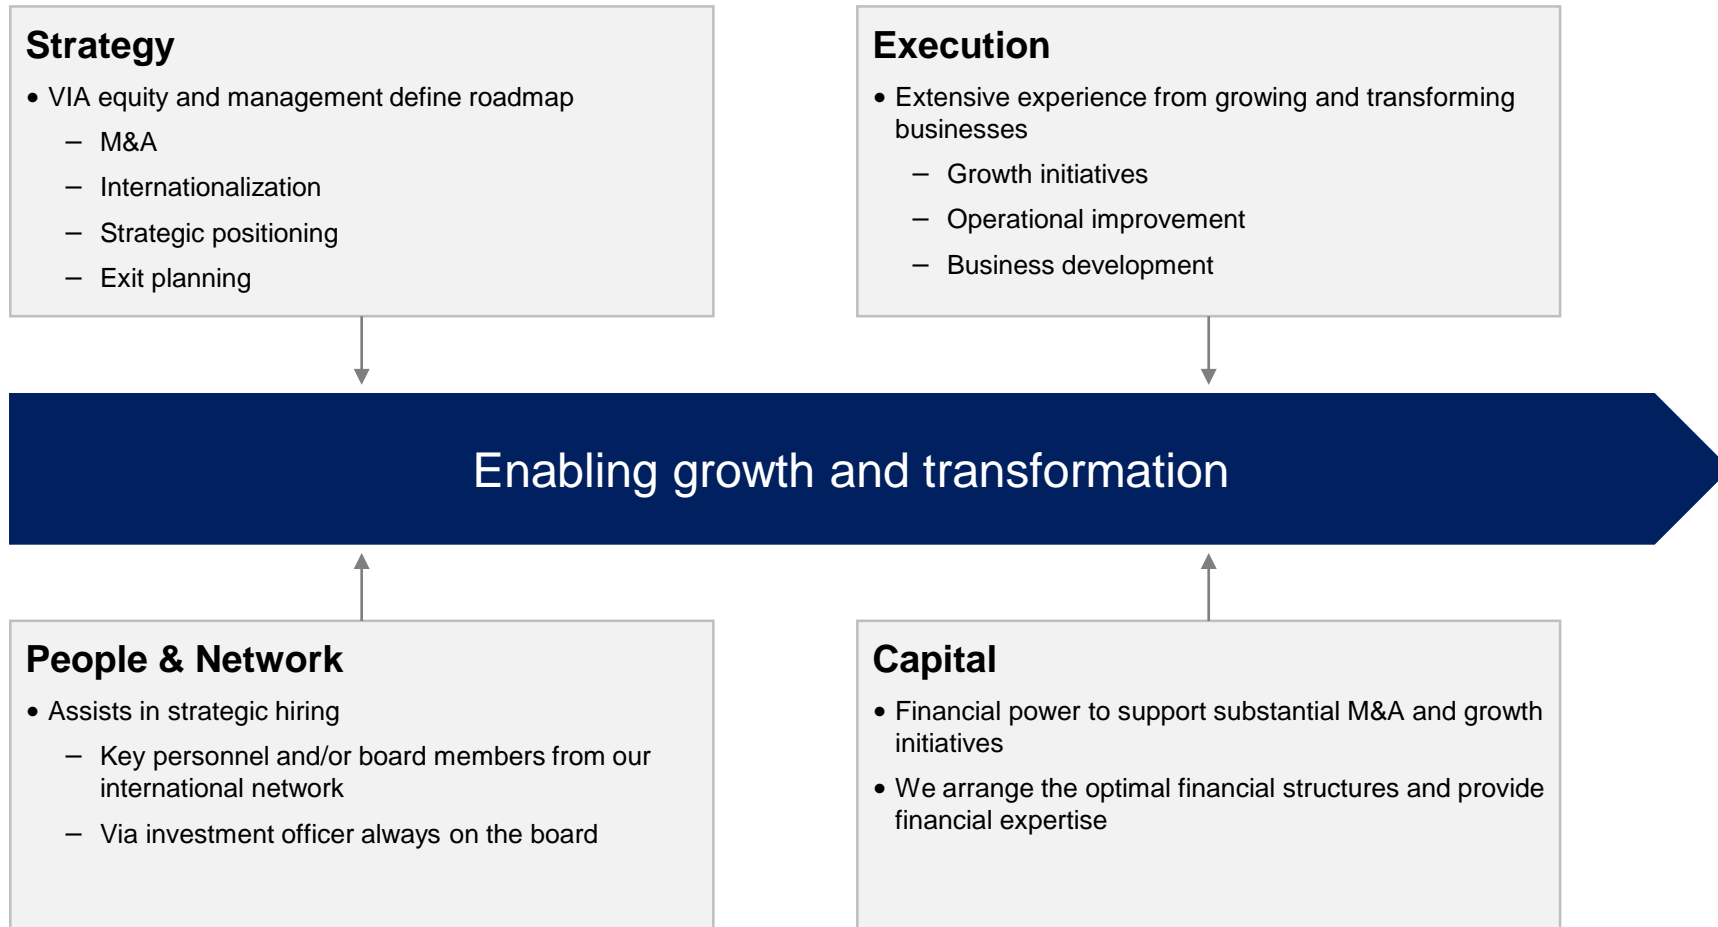 Strategy
• VIA equity and management define roadmap
– M&A
– Internationalization
– Strategic positioning
– Exit planning
Execution
• Extensive experience from growing and transforming
businesses
– Growth initiatives
– Operational improvement
– Business development
Enabling growth and transformation
People & Network
• Assists in strategic hiring
– Key personnel and/or board members from our
international network
– Via investment officer always on the board
Capital
• Financial power to support substantial M&A and growth
initiatives
• We arrange the optimal financial structures and provide
financial expertise